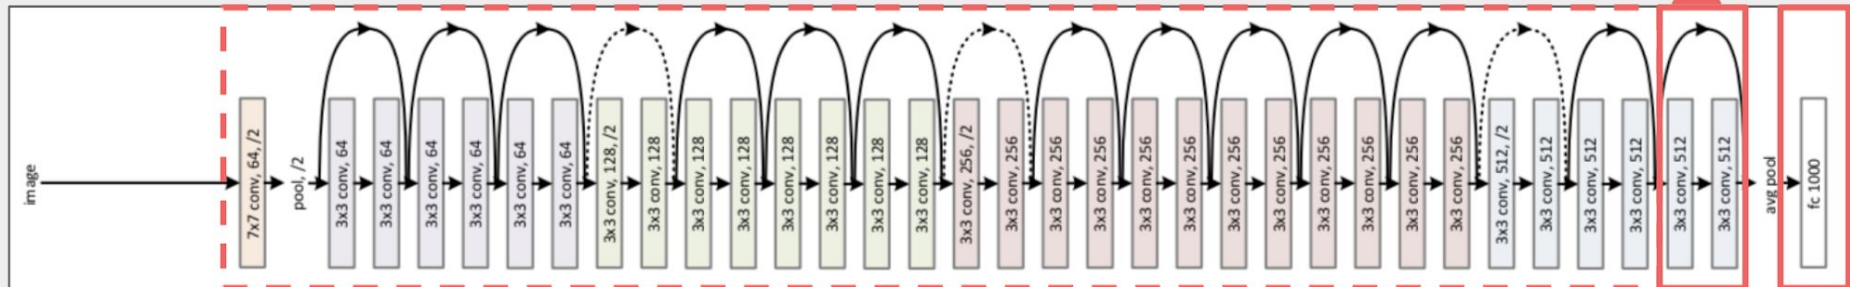 image
7x7 conv, 64, /2
pool, /2
3x3 conv, 64
3x3 conv, 64
3x3 conv, 64
3x3 conv, 64
3x3 conv, 64
3x3 conv, 64
3x3 conv, 128, /2
3x3 conv, 128
3x3 conv, 128
3x3 conv, 128
3x3 conv, 128
3x3 conv, 128
3x3 conv, 128
3x3 conv, 128
3x3 conv, 256, /2
3x3 conv, 256
3x3 conv, 256
3x3 conv, 256
3x3 conv, 256
3x3 conv, 256
3x3 conv, 256
3x3 conv, 256
3x3 conv, 256
3x3 conv, 256
3x3 conv, 256
3x3 conv, 256
3x3 conv, 512, /2
3x3 conv, 512
3x3 conv, 512
3x3 conv, 512
3x3 conv, 512
3x3 conv, 512
avg pool
fc 1000